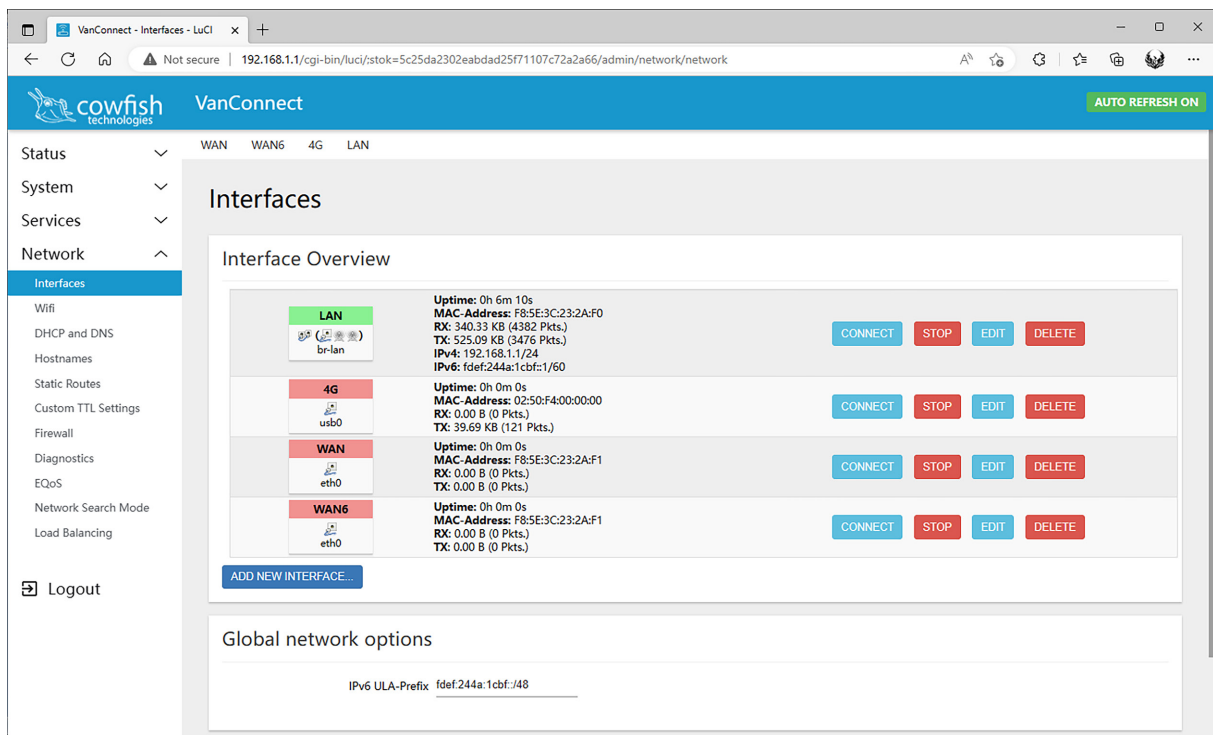 VanConnect - Interfaces - LuCI
Not secure | 192.168.1.1/cgi-bin/luci/;stok=5c25da2302eabdad25f71107c72a2a66/admin/network/network
cowfish
technologies
VanConnect
AUTO REFRESH ON
WAN WAN6 4G LAN
Status
System
Services
Network
Interfaces
Wifi
DHCP and DNS
Hostnames
Static Routes
Custom TTL Settings
Firewall
Diagnostics
EQoS
Network Search Mode
Load Balancing
Logout
Interfaces
Interface Overview
LAN
br-lan
Uptime: 0h 6m 10s
MAC-Address: F8:5E:3C:23:2A:F0
RX: 340.33 KB (4382 Pkts.)
TX: 525.09 KB (3476 Pkts.)
IPv4: 192.168.1.1/24
IPv6: fdef:244a:1cbf::1/60
CONNECT STOP EDIT DELETE
4G
usb0
Uptime: 0h 0m 0s
MAC-Address: 02:50:F4:00:00:00
RX: 0.00 B (0 Pkts.)
TX: 39.69 KB (121 Pkts.)
CONNECT STOP EDIT DELETE
WAN
eth0
Uptime: 0h 0m 0s
MAC-Address: F8:5E:3C:23:2A:F1
RX: 0.00 B (0 Pkts.)
TX: 0.00 B (0 Pkts.)
CONNECT STOP EDIT DELETE
WAN6
eth0
Uptime: 0h 0m 0s
MAC-Address: F8:5E:3C:23:2A:F1
RX: 0.00 B (0 Pkts.)
TX: 0.00 B (0 Pkts.)
CONNECT STOP EDIT DELETE
ADD NEW INTERFACE...
Global network options
IPv6 ULA-Prefix fdef:244a:1cbf::/48